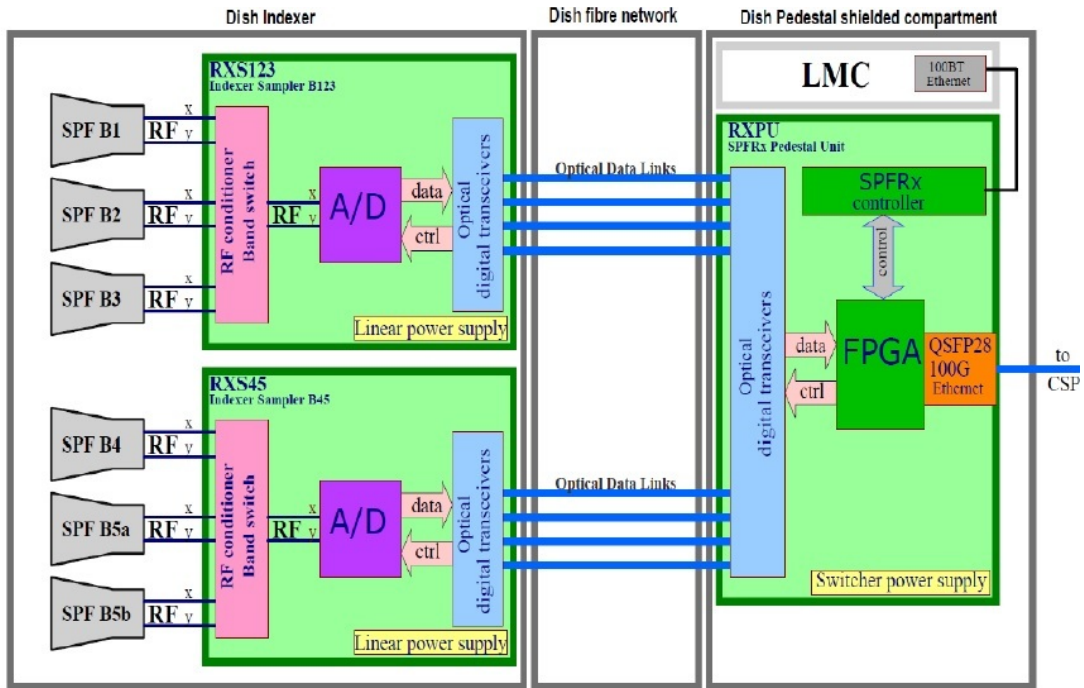 Dish Indexer
Dish fibre network
Dish Pedestal shielded compartment
RXS123
Indexer Sampler B123
SPF B1
RF
x
y
SPF B2
RF
x
y
SPF B3
RF
x
y
RF conditioner
Band switch
RF
x
y
A/D
data
ctrl
Optical
digital transceivers
Linear power supply
Optical Data Links
RXS45
Indexer Sampler B45
SPF B4
RF
x
y
SPF B5a
RF
x
y
SPF B5b
RF
x
y
RF conditioner
Band switch
RF
x
y
A/D
data
ctrl
Optical
digital transceivers
Linear power supply
Optical Data Links
LMC
100BT
Ethernet
RXPU
SPFRx Pedestal Unit
SPFRx
controller
control
Optical
digital transceivers
data
ctrl
FPGA
QSFP28
100G
Ethernet
Switcher power supply
to
CSP